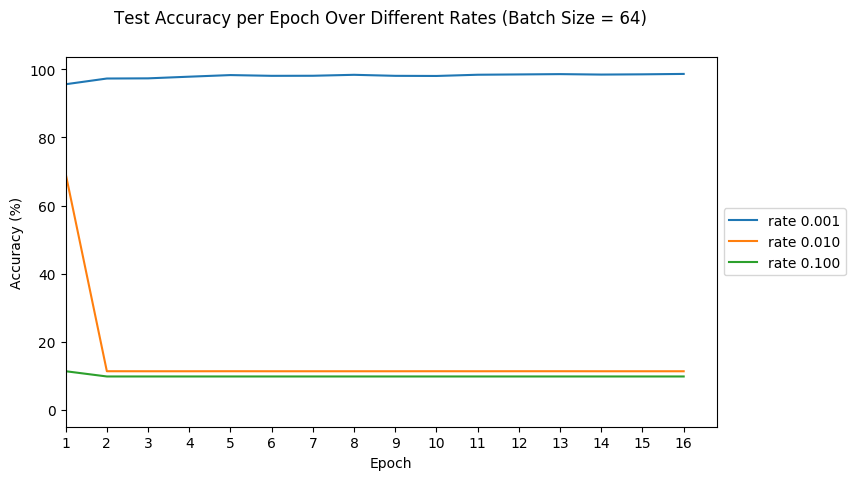 Test Accuracy per Epoch Over Different Rates (Batch Size = 64)
100
80
60
40
20
0
Accuracy (%)
1 2 3 4 5 6 7 8 9 10 11 12 13 14 15 16
Epoch
rate 0.001
rate 0.010
rate 0.100